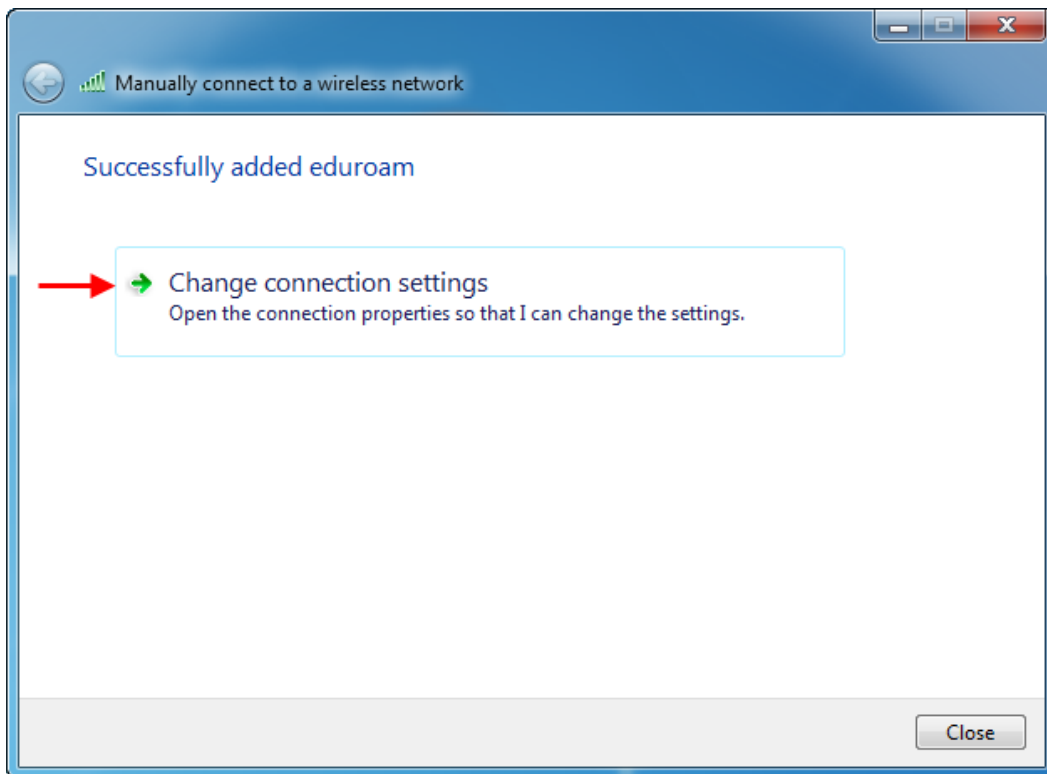 Manually connect to a wireless network
Successfully added eduroam
Change connection settings
Open the connection properties so that I can change the settings.
Close